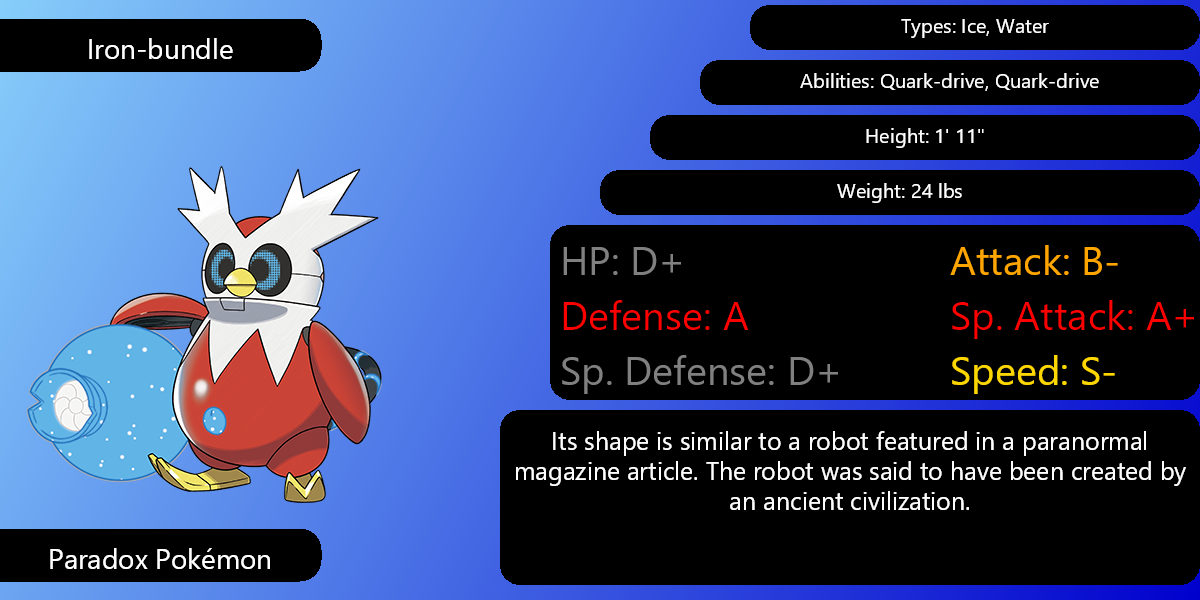 Iron-bundle
Types: Ice, Water
Abilities: Quark-drive, Quark-drive
Height: 1' 11"
Weight: 24 lbs
HP: D+
Attack: B-
Defense: A
Sp. Attack: A+
Sp. Defense: D+
Speed: S-
Its shape is similar to a robot featured in a paranormal
magazine article. The robot was said to have been created by
an ancient civilization.
Paradox Pokémon